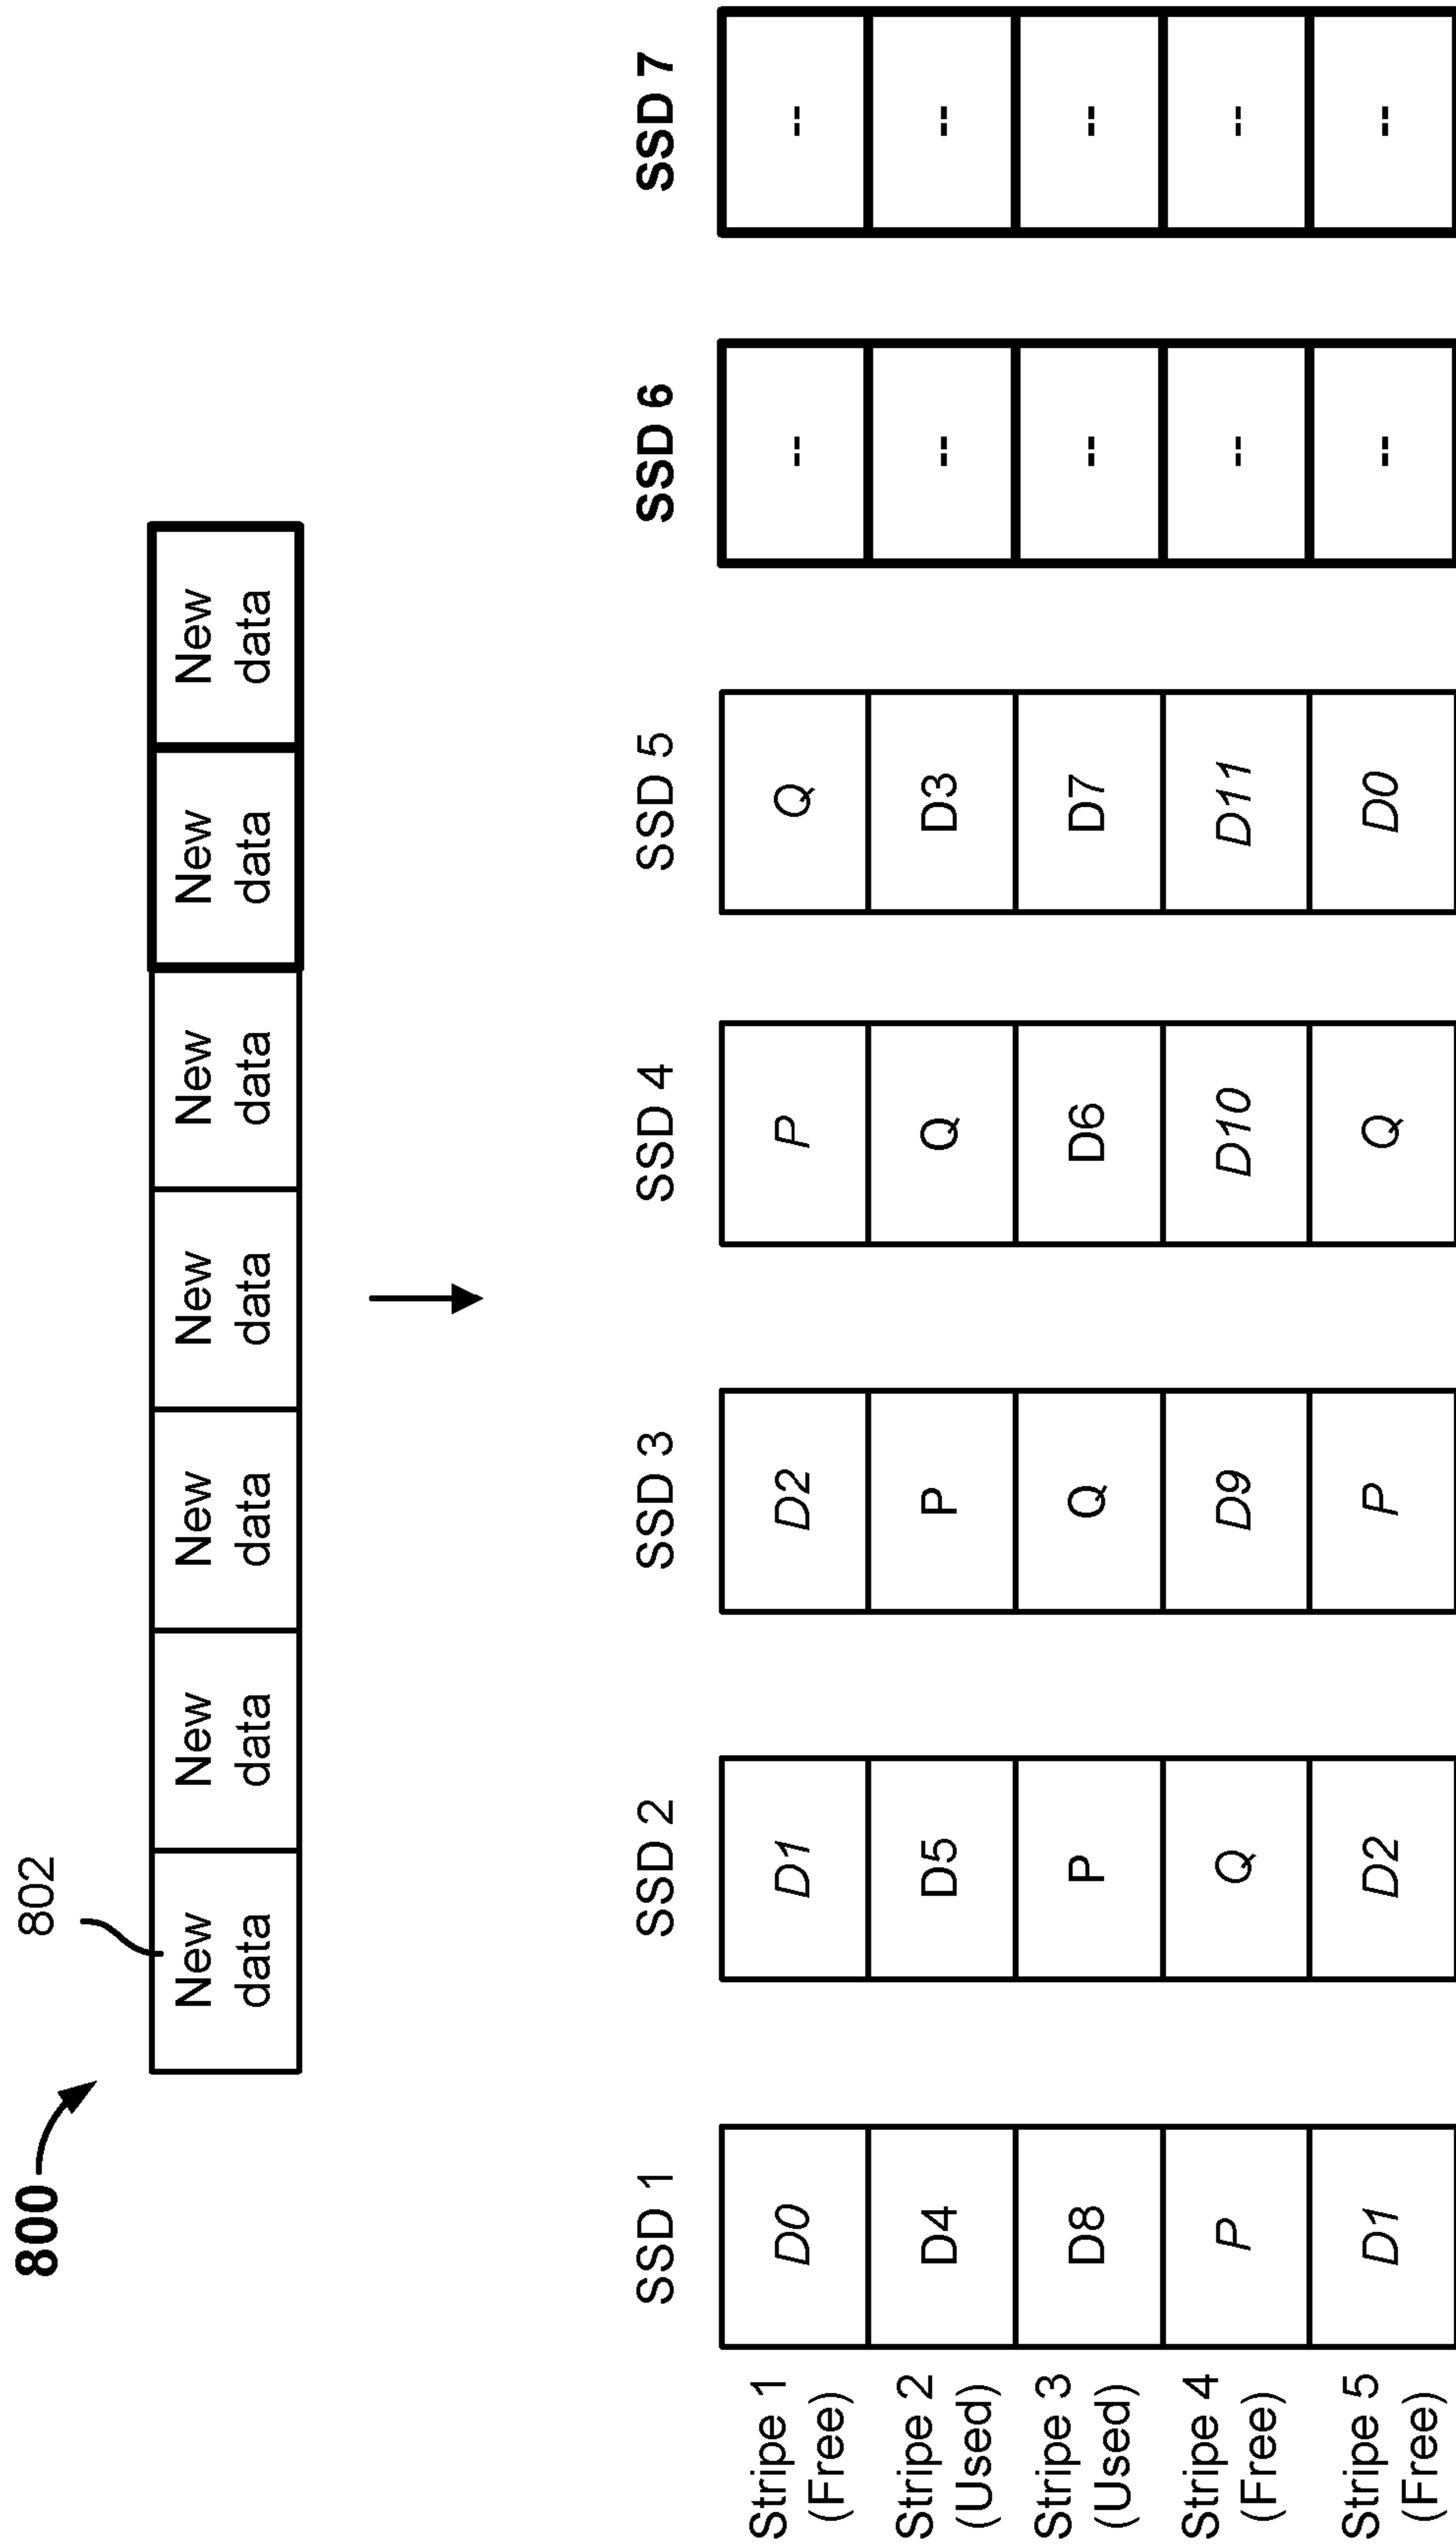 800
802
New data
New data
New data
New data
New data
New data
New data
SSD 1 SSD 2 SSD 3 SSD 4 SSD 5 SSD 6 SSD 7
Stripe 1 (Free) D0 D1 D2 P Q -- --
Stripe 2 (Used) D4 D5 P Q D3 -- --
Stripe 3 (Used) D8 P Q D6 D7 -- --
Stripe 4 (Free) P Q D9 D10 D11 -- --
Stripe 5 (Free) D1 D2 P Q D0 -- --